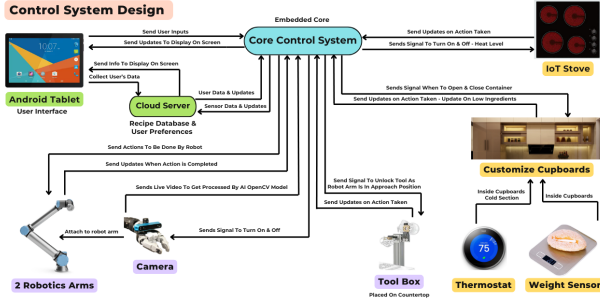 Control System Design
Embedded Core
Core Control System
Send User Inputs
Send Updates To Display On Screen
Send Info To Display On Screen
Collect User's Data
Android Tablet
User Interface
Cloud Server
Recipe Database &
User Preferences
User Data & Updates
Sensor Data & Updates
Send Updates on Action Taken
Sends Signal To Turn On & Off - Heat Level
IoT Stove
Sends Signal When To Open & Close Container
Send Updates on Action Taken - Update On Low Ingredients
Customize Cupboards
Send Actions To Be Done By Robot
Send Updates When Action is Completed
Sends Live Video To Get Processed By AI OpenCV Model
Sends Signal To Turn On & Off
Attach to robot arm
2 Robotics Arms
Camera
Send Signal To Unlock Tool As
Robot Arm Is In Approach Position
Send Updates on Action Taken
Tool Box
Placed On Countertop
Inside Cupboards
Cold Section
Inside Cupboards
75
Thermostat
Weight Sensor